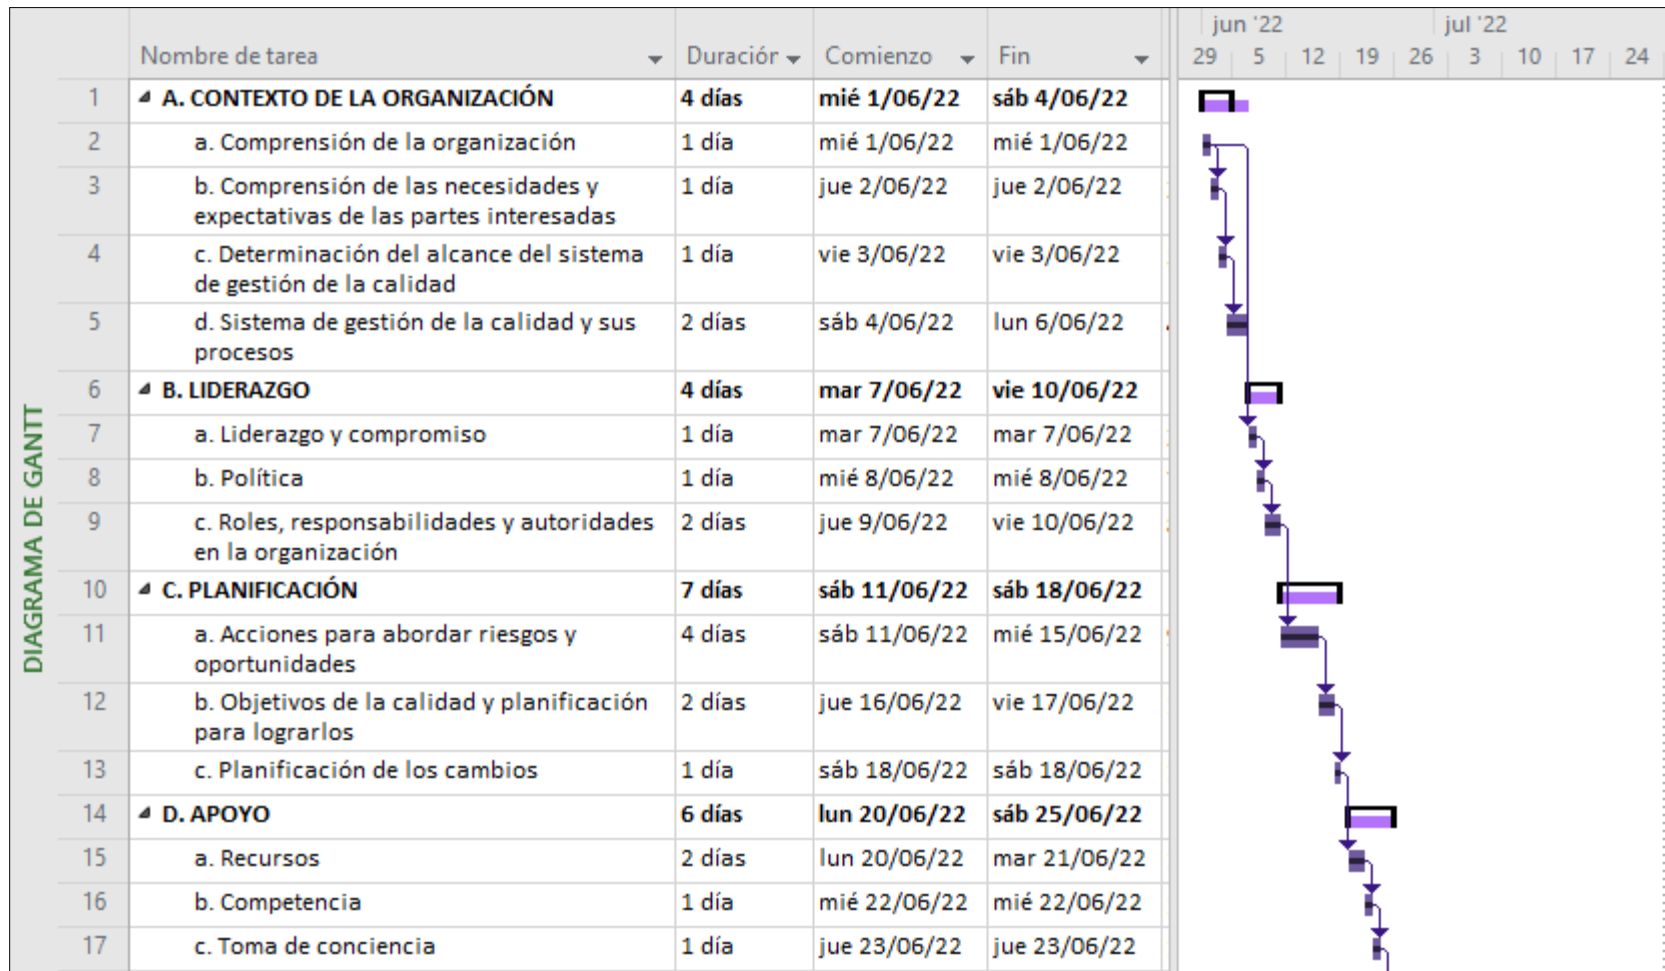 jun '22 jul '22
Nombre de tarea Duración Comienzo Fin 29 5 12 19 26 3 10 17 24
1 A. CONTEXTO DE LA ORGANIZACIÓN 4 días mié 1/06/22 sáb 4/06/22
2 a. Comprensión de la organización 1 día mié 1/06/22 mié 1/06/22
3 b. Comprensión de las necesidades y 1 día jue 2/06/22 jue 2/06/22
expectativas de las partes interesadas
4 c. Determinación del alcance del sistema 1 día vie 3/06/22 vie 3/06/22
de gestión de la calidad
5 d. Sistema de gestión de la calidad y sus 2 días sáb 4/06/22 lun 6/06/22
procesos
6 B. LIDERAZGO 4 días mar 7/06/22 vie 10/06/22
7 a. Liderazgo y compromiso 1 día mar 7/06/22 mar 7/06/22
8 b. Política 1 día mié 8/06/22 mié 8/06/22
9 c. Roles, responsabilidades y autoridades 2 días jue 9/06/22 vie 10/06/22
en la organización
10 C. PLANIFICACIÓN 7 días sáb 11/06/22 sáb 18/06/22
11 a. Acciones para abordar riesgos y 4 días sáb 11/06/22 mié 15/06/22
oportunidades
12 b. Objetivos de la calidad y planificación 2 días jue 16/06/22 vie 17/06/22
para lograrlos
13 c. Planificación de los cambios 1 día sáb 18/06/22 sáb 18/06/22
14 D. APOYO 6 días lun 20/06/22 sáb 25/06/22
15 a. Recursos 2 días lun 20/06/22 mar 21/06/22
16 b. Competencia 1 día mié 22/06/22 mié 22/06/22
17 c. Toma de conciencia 1 día jue 23/06/22 jue 23/06/22
DIAGRAMA DE GANTT